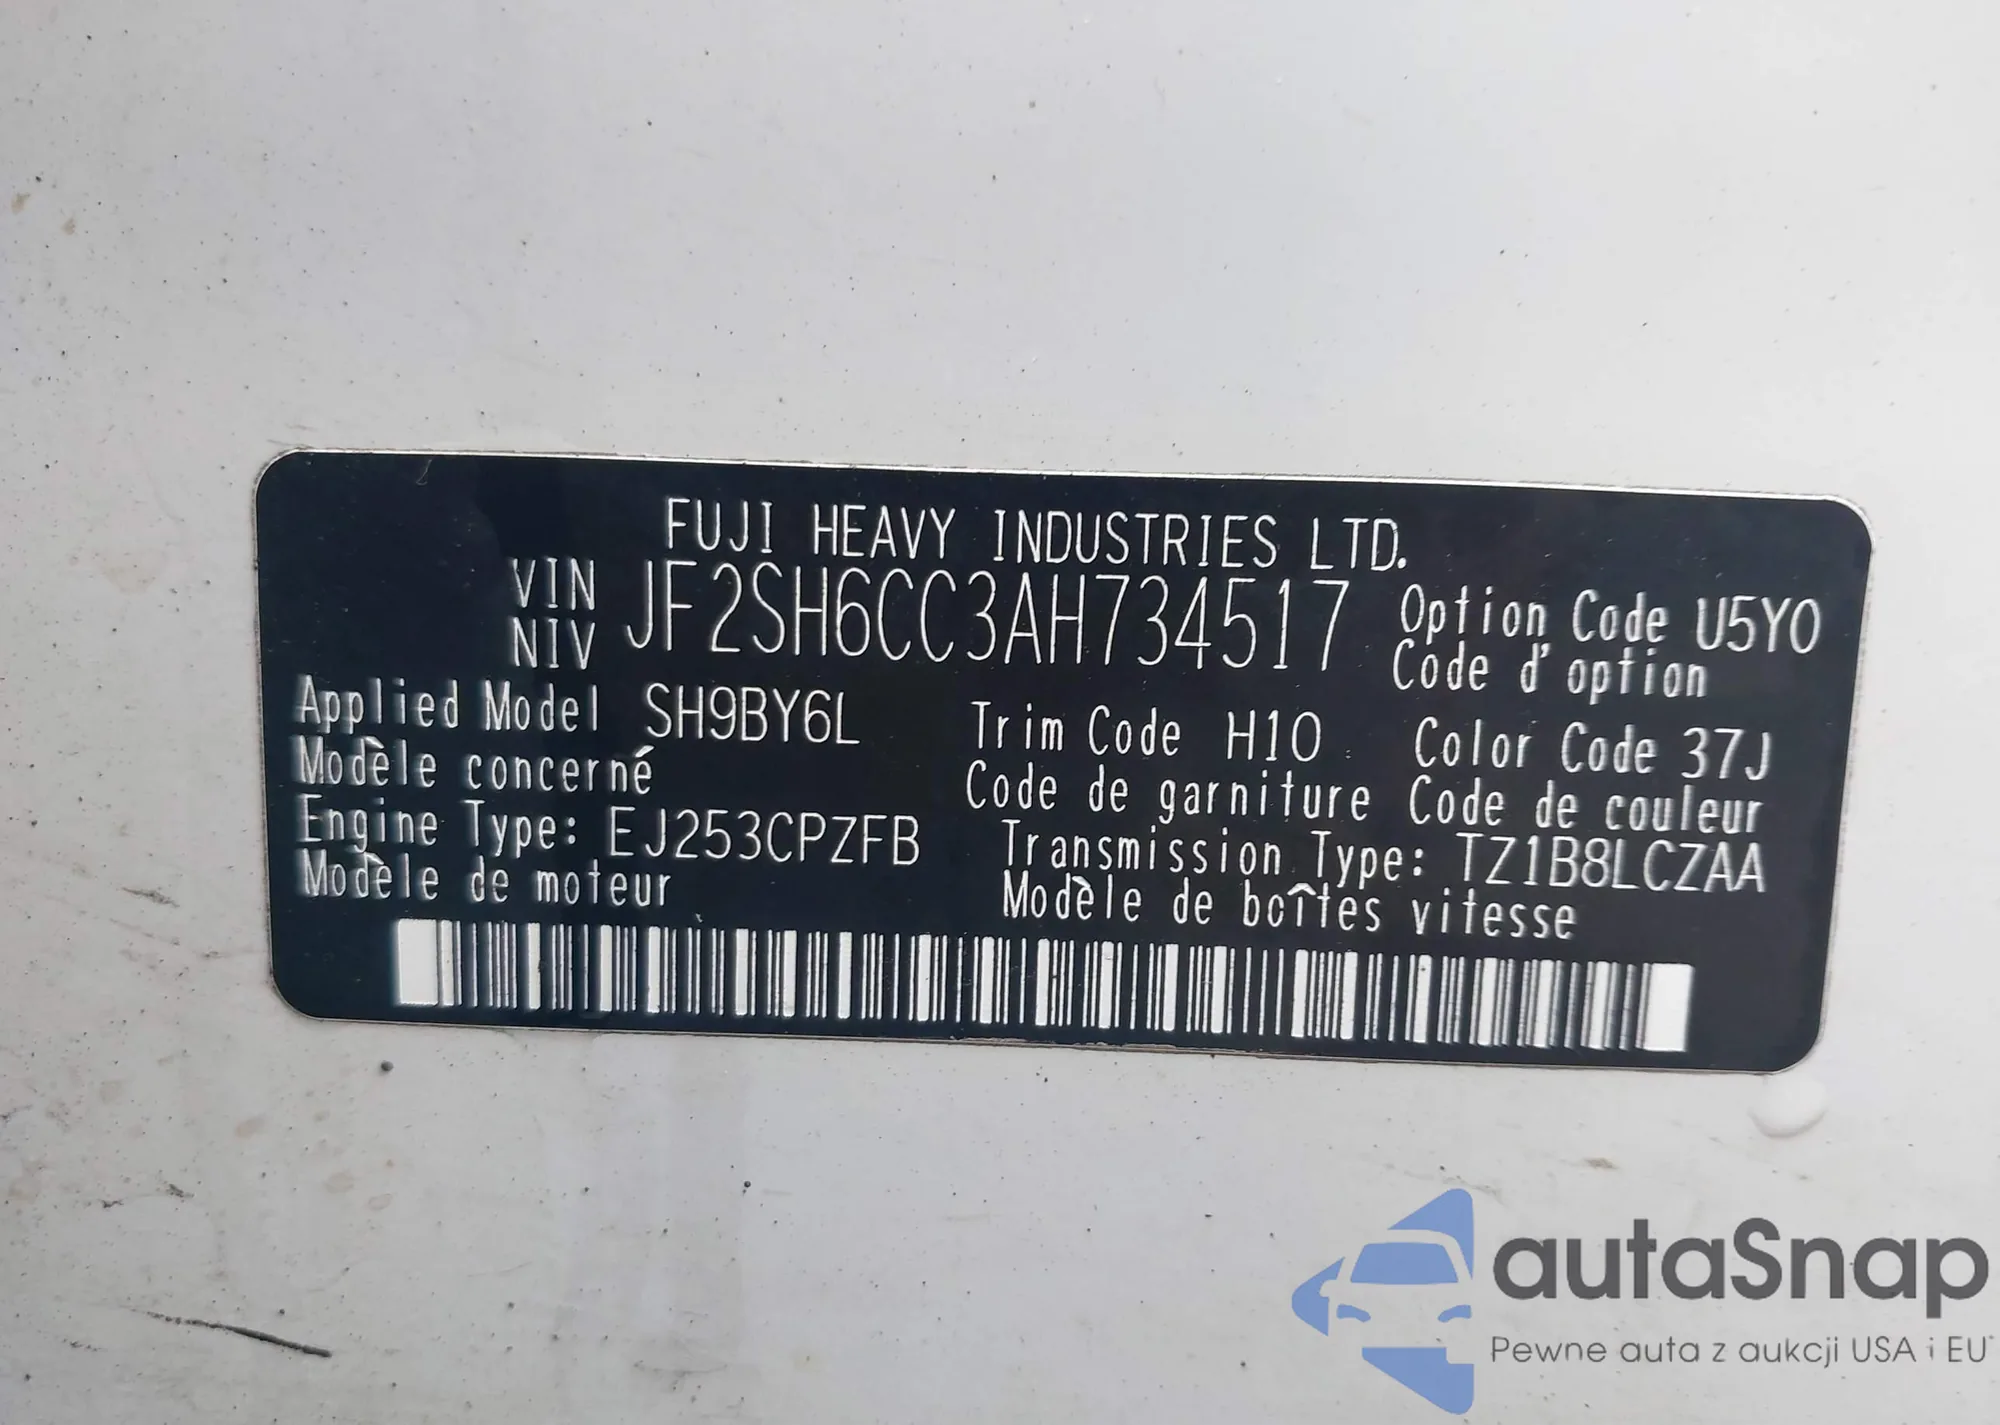 FUJI HEAVY INDUSTRIES LTD.
VIN JF2SH6CC3AH734517 Option Code U5Y0
NIV Code d'option
Applied Model SH9BY6L Trim Code H10 Color Code 37J
Modèle concerné Code de garniture Code de couleur
Engine Type: EJ253CPZFB Transmission Type: TZ1B8LCZAA
Modèle de moteur Modèle de boîtes vitesse
autaSnap
Pewne auta z aukcji USA i EU